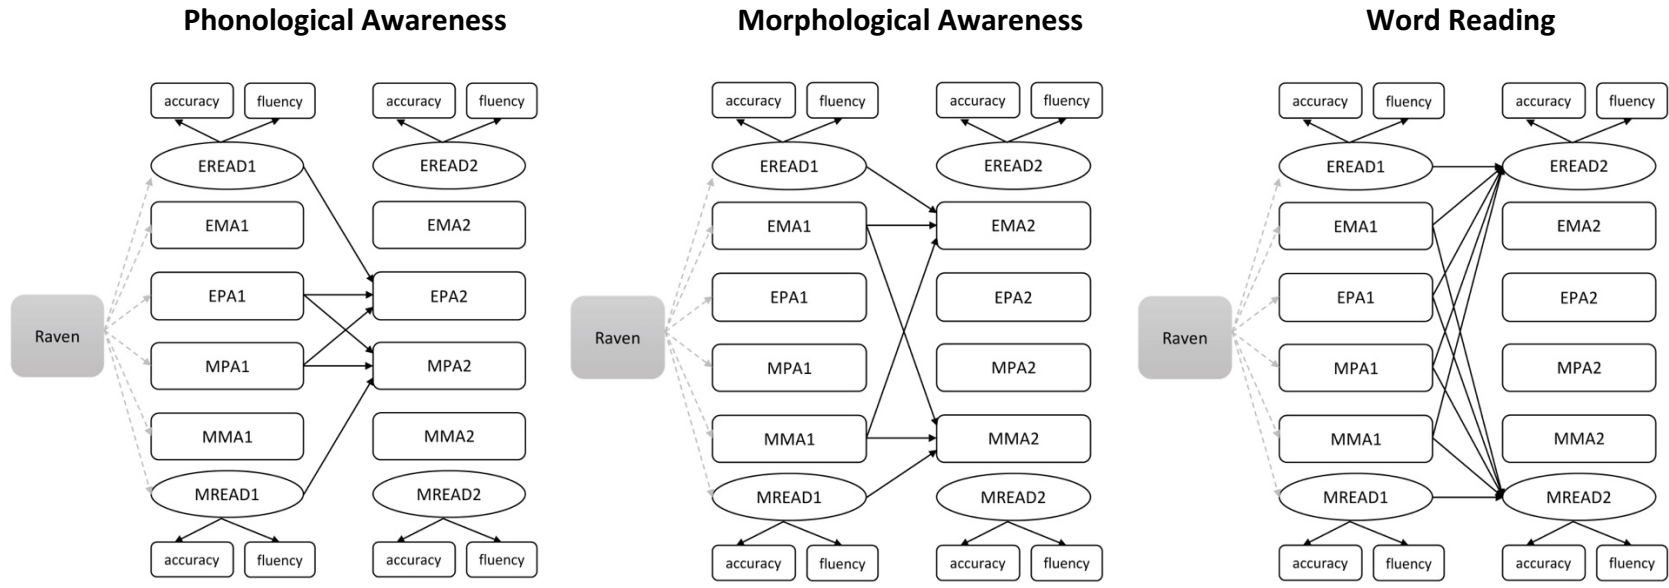 Phonological Awareness
accuracy fluency accuracy fluency
EREAD1 EREAD2
EMA1 EMA2
EPA1 EPA2
Raven
MPA1 MPA2
MMA1 MMA2
MREAD1 MREAD2
accuracy fluency accuracy fluency
Morphological Awareness
accuracy fluency accuracy fluency
EREAD1 EREAD2
EMA1 EMA2
EPA1 EPA2
Raven
MPA1 MPA2
MMA1 MMA2
MREAD1 MREAD2
accuracy fluency accuracy fluency
Word Reading
accuracy fluency accuracy fluency
EREAD1 EREAD2
EMA1 EMA2
EPA1 EPA2
Raven
MPA1 MPA2
MMA1 MMA2
MREAD1 MREAD2
accuracy fluency accuracy fluency